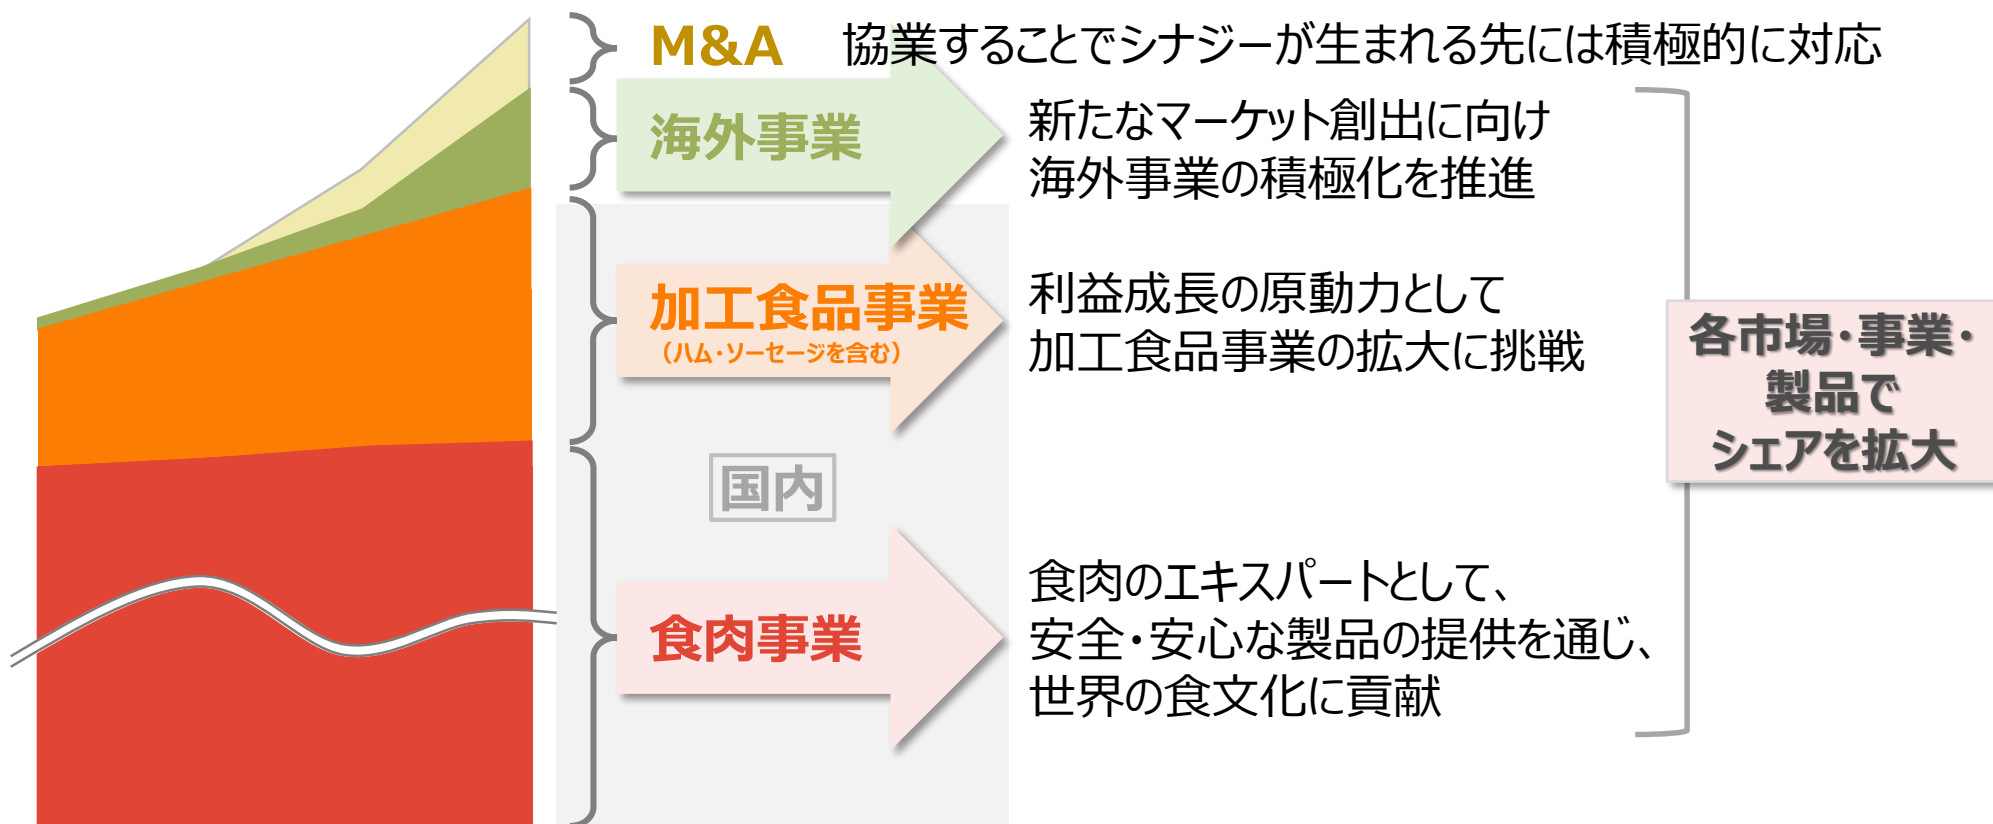 M&A 協業することでシナジーが生まれる先には積極的に対応
海外事業
新たなマーケット創出に向け
海外事業の積極化を推進
加工食品事業
（ハム・ソーセージを含む）
利益成長の原動力として
加工食品事業の拡大に挑戦
国内
食肉事業
食肉のエキスパートとして、
安全・安心な製品の提供を通じ、
世界の食文化に貢献
各市場・事業・
製品で
シェアを拡大